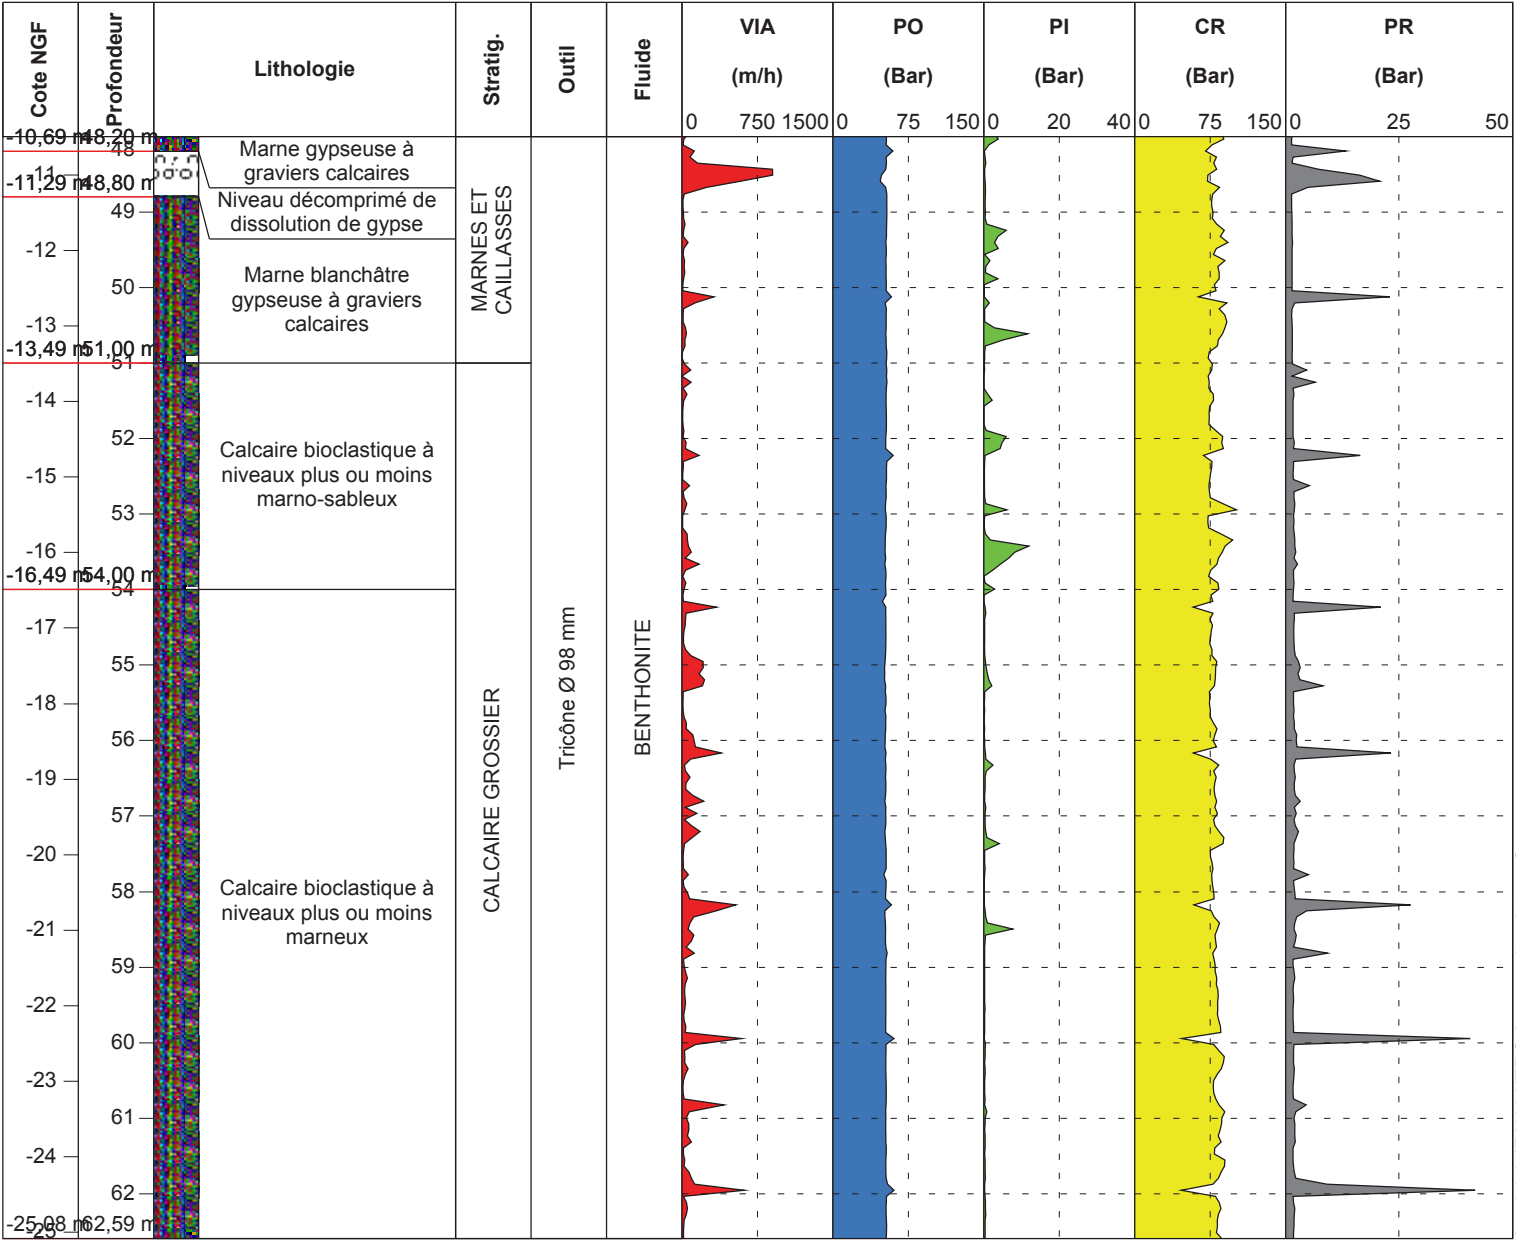 Cote NGF
Profondeur
Lithologie
Stratig.
Outil
Fluide
VIA
(m/h)
PO
(Bar)
PI
(Bar)
CR
(Bar)
PR
(Bar)
0 750 1500
0 75 150
0 20 40
0 75 150
0 25 50
-10,69 m
48,20 m
48
-11
-11,29 m
48,80 m
49
-12
50
-13
-13,49 m
51,00 m
51
-14
52
-15
53
-16
-16,49 m
54,00 m
54
-17
55
-18
56
-19
57
-20
58
-21
59
-22
60
-23
61
-24
62
-25,08 m
62,59 m
-25
Marne gypseuse à
graviers calcaires
Niveau décomprimé de
dissolution de gypse
Marne blanchâtre
gypseuse à graviers
calcaires
Calcaire bioclastique à
niveaux plus ou moins
marno-sableux
Calcaire bioclastique à
niveaux plus ou moins
marneux
MARNES ET
CAILLASSES
CALCAIRE GROSSIER
Tricône Ø 98 mm
BENTHONITE